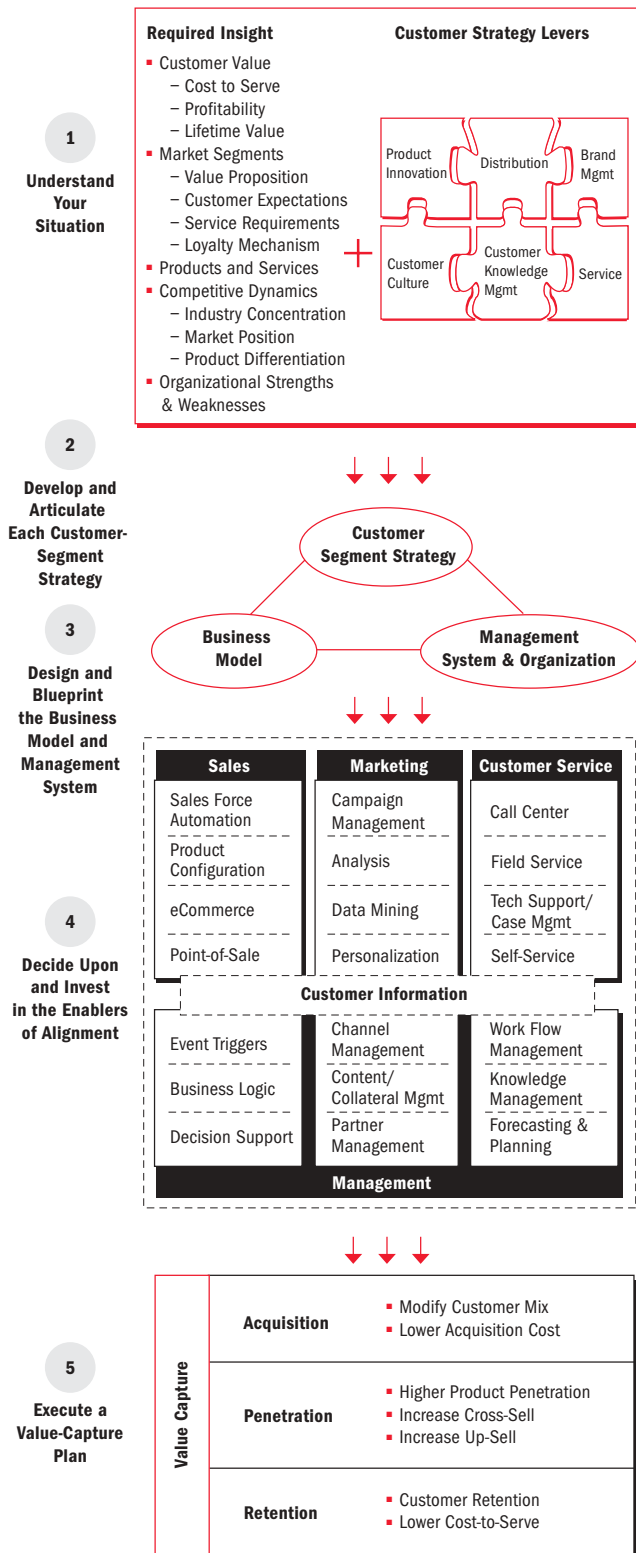 1
Understand
Your
Situation
Required Insight
▪ Customer Value
– Cost to Serve
– Profitability
– Lifetime Value
▪ Market Segments
– Value Proposition
– Customer Expectations
– Service Requirements
– Loyalty Mechanism
▪ Products and Services
▪ Competitive Dynamics
– Industry Concentration
– Market Position
– Product Differentiation
▪ Organizational Strengths
& Weaknesses
+
Customer Strategy Levers
Product
Innovation
Distribution
Brand
Mgmt
Customer
Culture
Customer
Knowledge
Mgmt
Service
2
Develop and
Articulate
Each Customer-
Segment
Strategy
Customer
Segment Strategy
3
Design and
Blueprint
the Business
Model and
Management
System
Business
Model
Management
System & Organization
4
Decide Upon
and Invest
in the Enablers
of Alignment
Sales
Sales Force
Automation
Product
Configuration
eCommerce
Point-of-Sale
Marketing
Campaign
Management
Analysis
Data Mining
Personalization
Customer Service
Call Center
Field Service
Tech Support/
Case Mgmt
Self-Service
Customer Information
Event Triggers
Business Logic
Decision Support
Channel
Management
Content/
Collateral Mgmt
Partner
Management
Work Flow
Management
Knowledge
Management
Forecasting &
Planning
Management
5
Execute a
Value-Capture
Plan
Value Capture
Acquisition
▪ Modify Customer Mix
▪ Lower Acquisition Cost
Penetration
▪ Higher Product Penetration
▪ Increase Cross-Sell
▪ Increase Up-Sell
Retention
▪ Customer Retention
▪ Lower Cost-to-Serve